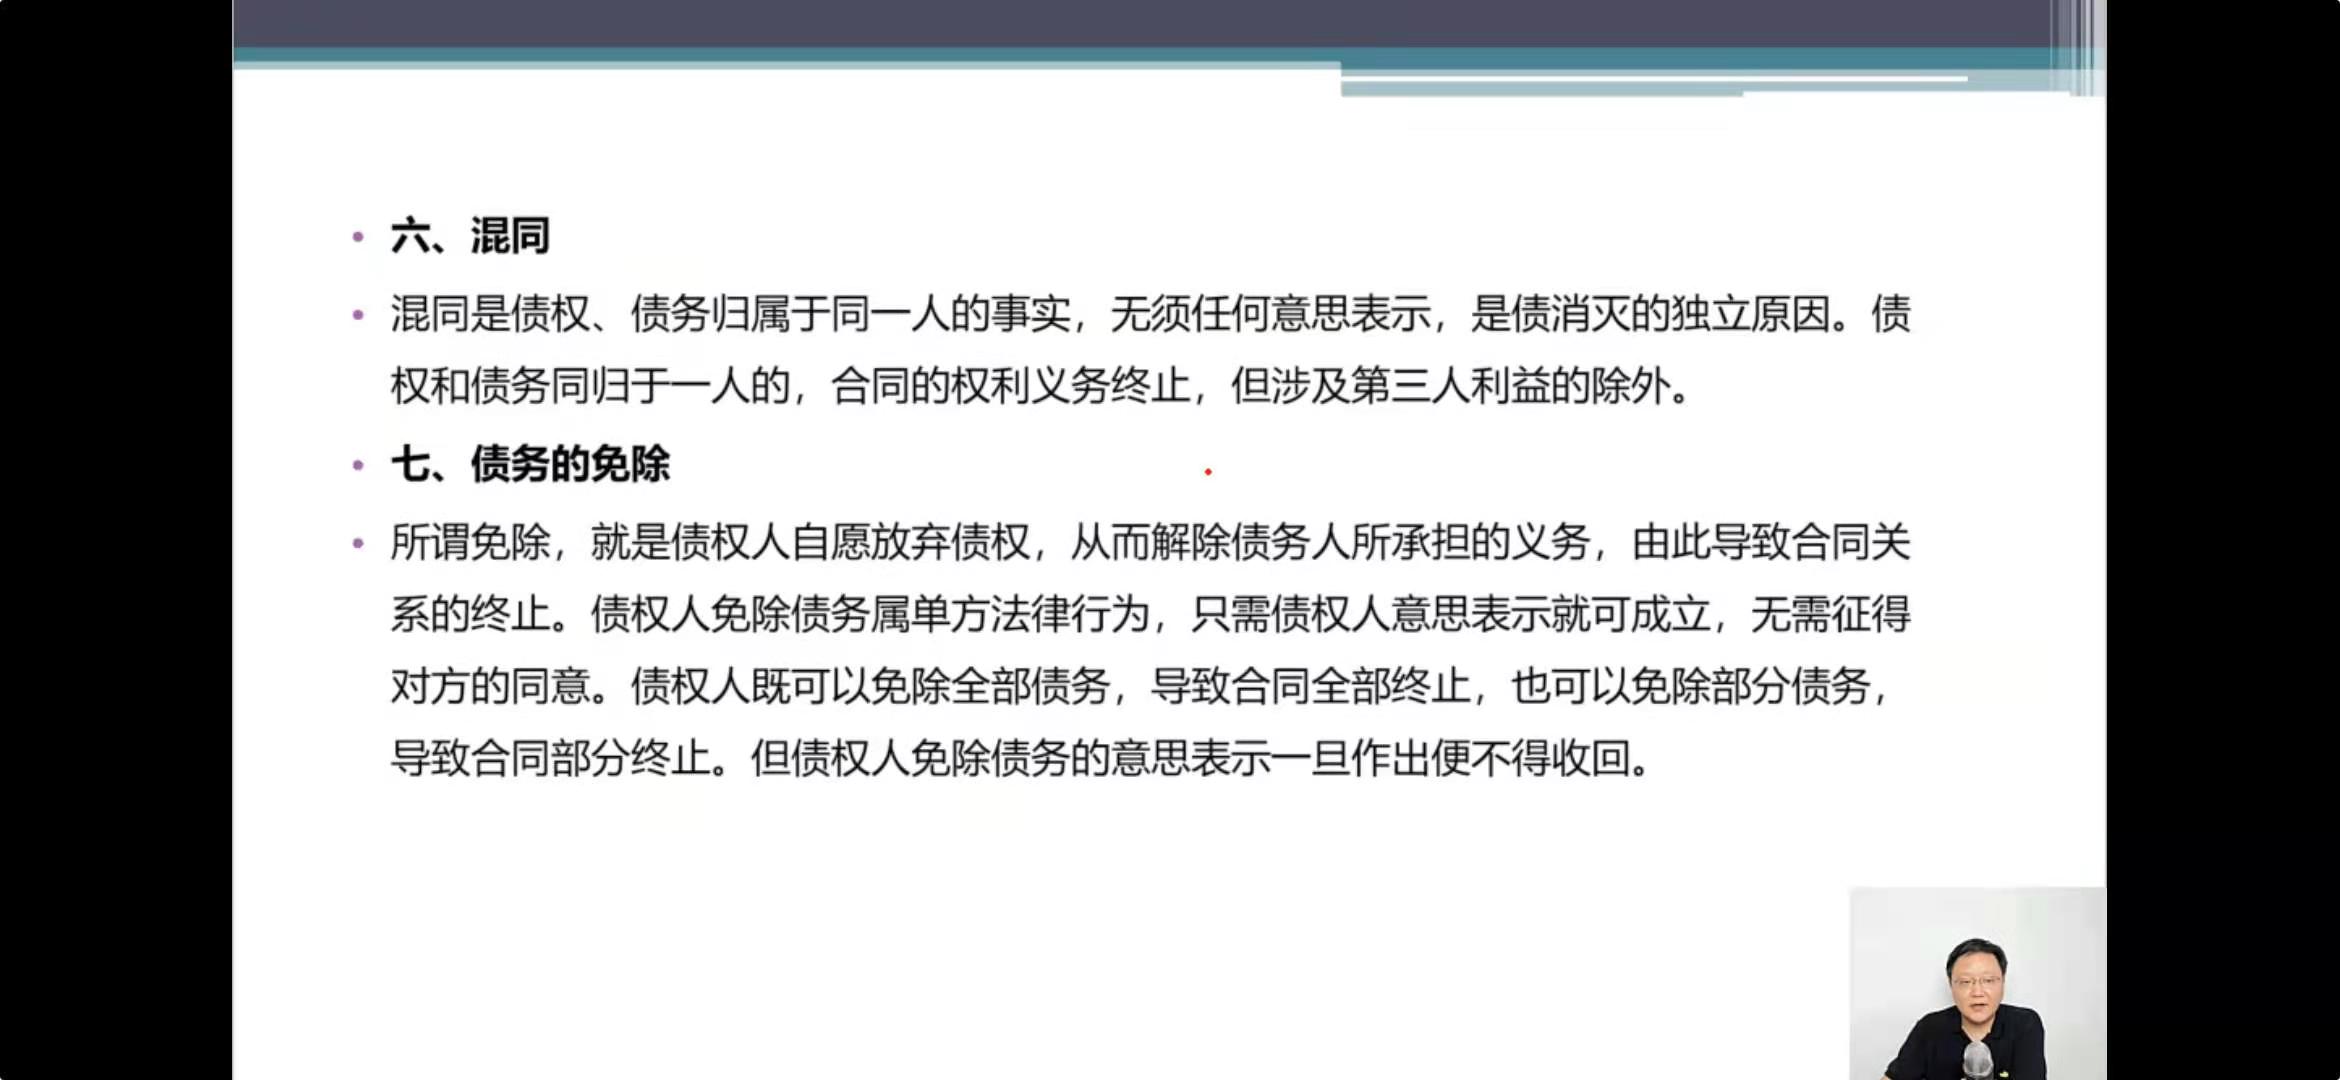 六、混同
混同是债权、债务归属于同一人的事实，无须任何意思表示，是债消灭的独立原因。债
权和债务同归于一人的，合同的权利义务终止，但涉及第三人利益的除外。
七、债务的免除
所谓免除，就是债权人自愿放弃债权，从而解除债务人所承担的义务，由此导致合同关
系的终止。债权人免除债务属单方法律行为，只需债权人意思表示就可成立，无需征得
对方的同意。债权人既可以免除全部债务，导致合同全部终止，也可以免除部分债务，
导致合同部分终止。但债权人免除债务的意思表示一旦作出便不得收回。